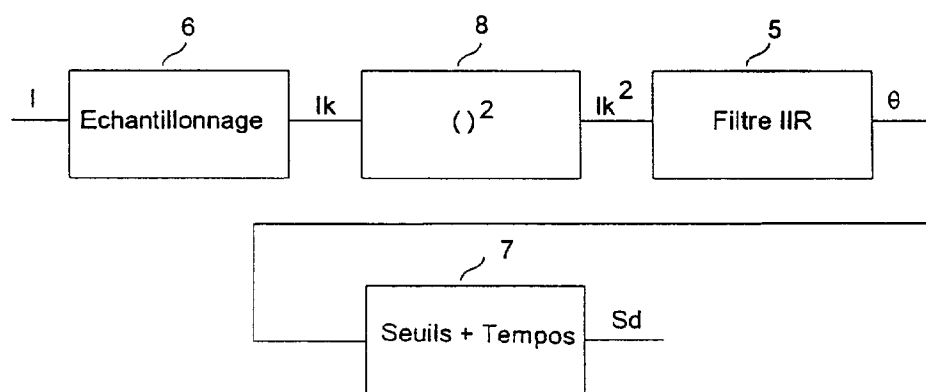 6 8 5
I Echantillonnage Ik ( )² Ik² Filtre IIR θ
7
Seuils + Tempos Sd